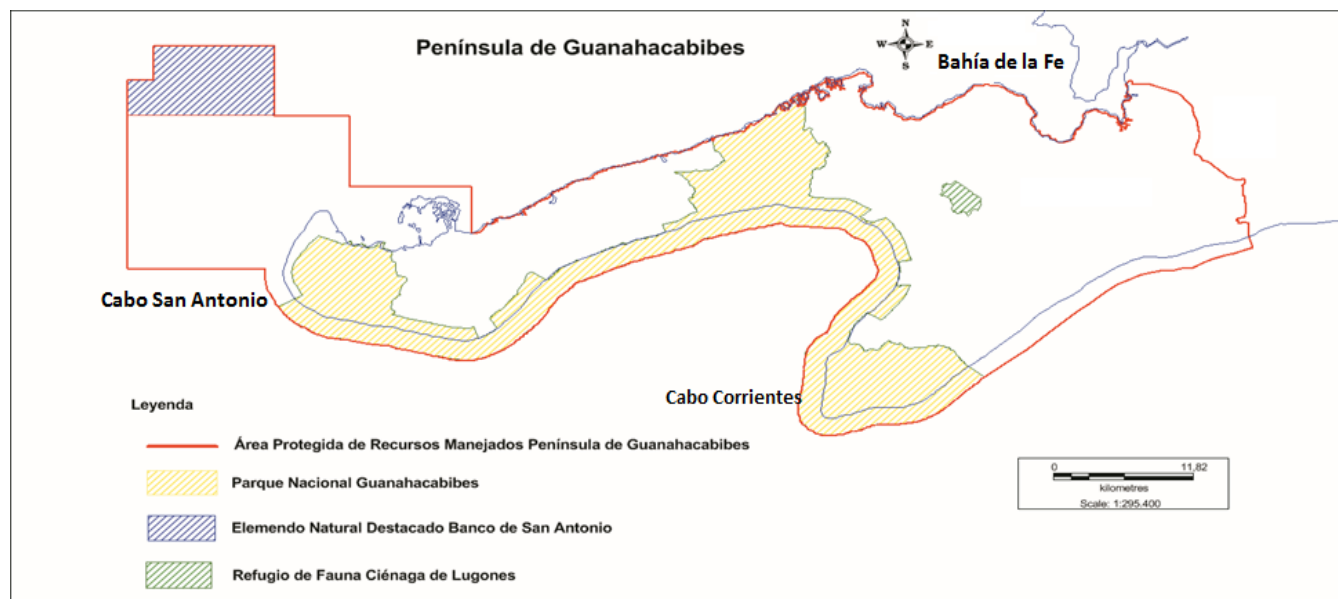 Península de Guanahacabibes
N
W E
S
Bahía de la Fe
Cabo San Antonio
Cabo Corrientes
Leyenda
Área Protegida de Recursos Manejados Península de Guanahacabibes
Parque Nacional Guanahacabibes
Elemendo Natural Destacado Banco de San Antonio
Refugio de Fauna Ciénaga de Lugones
0 11,82
kilometres
Scale: 1:295.400